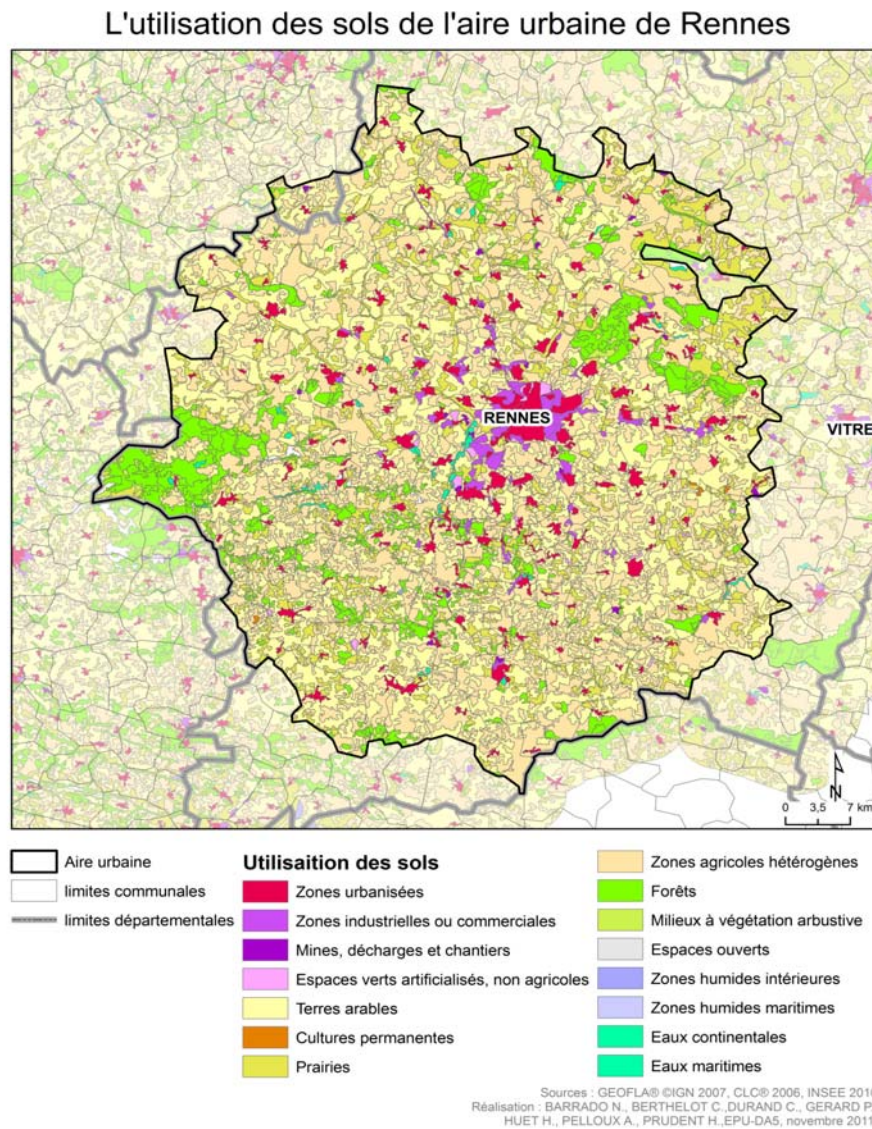 L'utilisation des sols de l'aire urbaine de Rennes
RENNES
VITRE
N
0 3,5 7 km
Aire urbaine
limites communales
limites départementales
Utilisaition des sols
Zones urbanisées
Zones industrielles ou commerciales
Mines, décharges et chantiers
Espaces verts artificialisés, non agricoles
Terres arables
Cultures permanentes
Prairies
Zones agricoles hétérogènes
Forêts
Milieux à végétation arbustive
Espaces ouverts
Zones humides intérieures
Zones humides maritimes
Eaux continentales
Eaux maritimes
Sources : GEOFLA® ©IGN 2007, CLC® 2006, INSEE 2010
Réalisation : BARRADO N., BERTHELOT C.,DURAND C., GERARD P.
HUET H., PELLOUX A., PRUDENT H.,EPU-DA5, novembre 2011